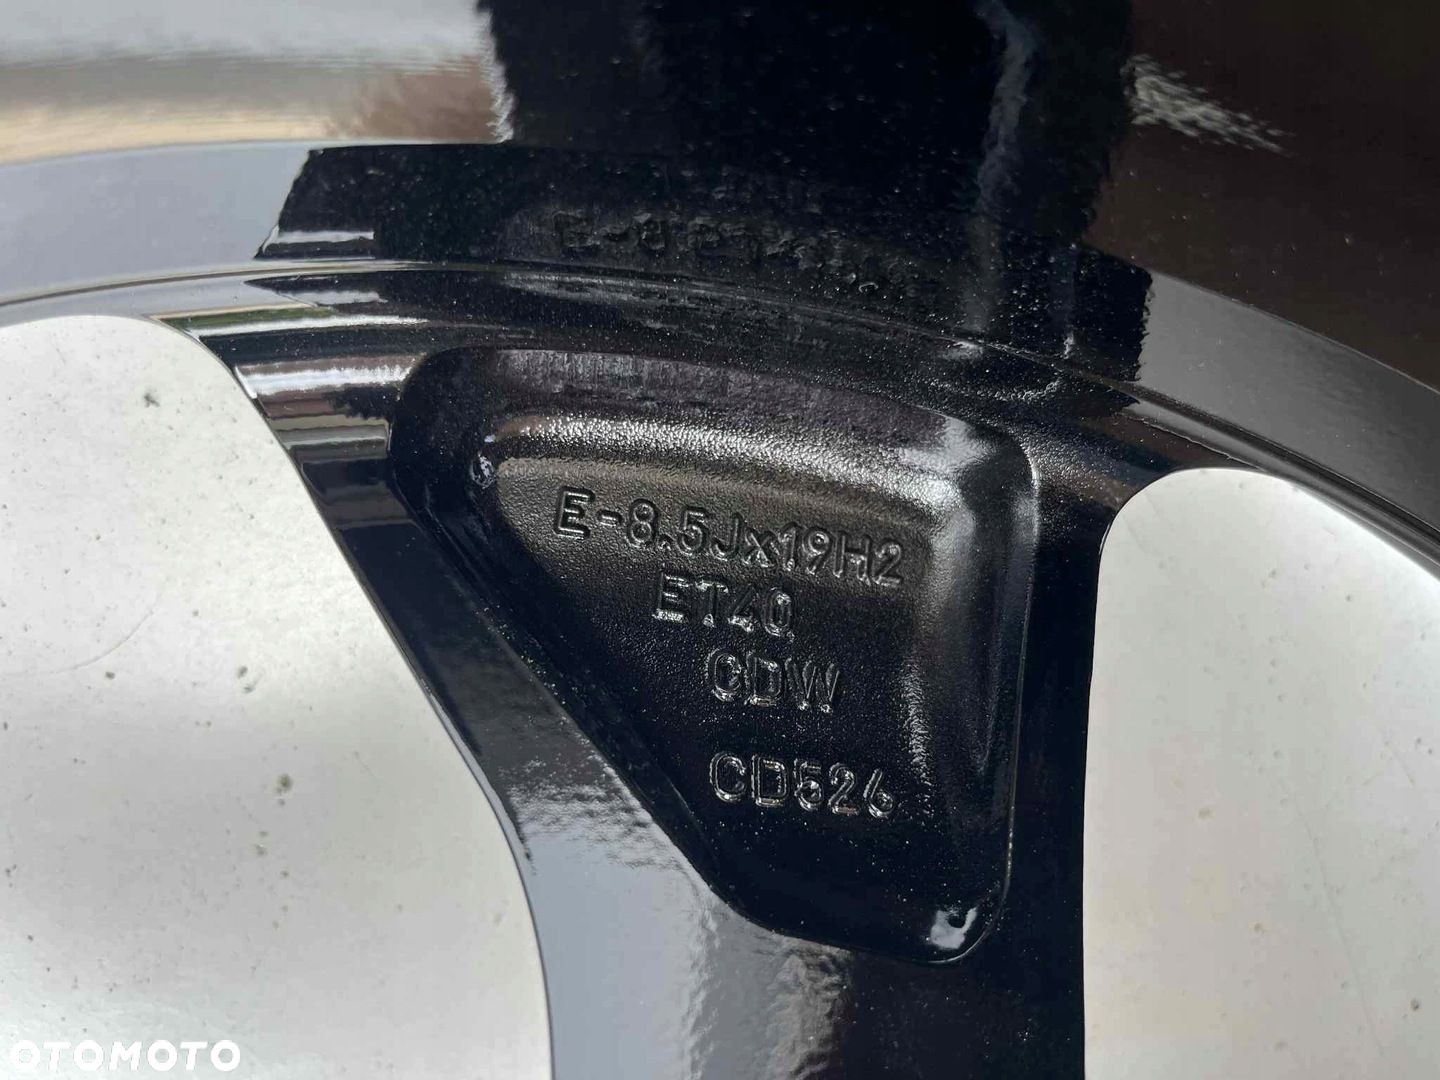 E-8.5Jx19H2
ET40
CDW
CD526
OTOMOTO